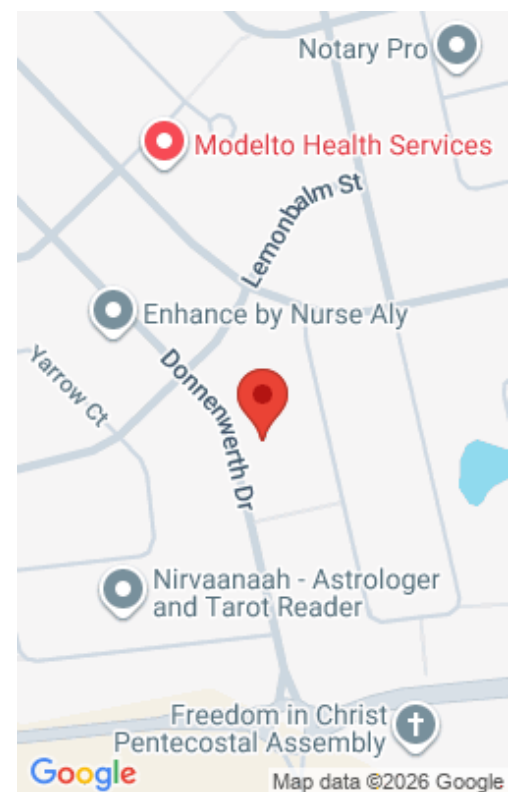 Notary Pro
Modelto Health Services
Lemonbalm St
Enhance by Nurse Aly
Yarrow Ct
Donnenwerth Dr
Nirvaanaah - Astrologer
and Tarot Reader
Freedom in Christ
Pentecostal Assembly
Google
Map data ©2026 Google